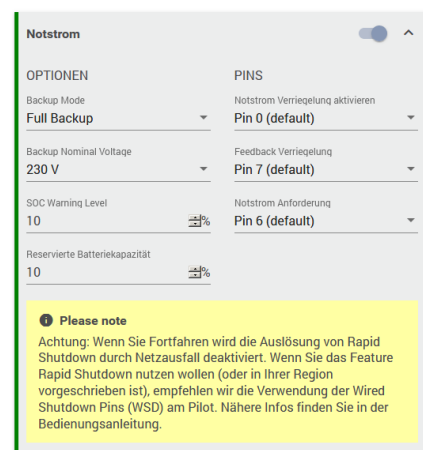 Notstrom
OPTIONEN
PINS
Backup Mode
Full Backup
Notstrom Verriegelung aktivieren
Pin 0 (default)
Backup Nominal Voltage
230 V
Feedback Verriegelung
Pin 7 (default)
SOC Warning Level
10 %
Notstrom Anforderung
Pin 6 (default)
Reservierte Batteriekapazität
10 %
Please note
Achtung: Wenn Sie Fortfahren wird die Auslösung von Rapid
Shutdown durch Netzausfall deaktiviert. Wenn Sie das Feature
Rapid Shutdown nutzen wollen (oder in Ihrer Region
vorgeschrieben ist), empfehlen wir die Verwendung der Wired
Shutdown Pins (WSD) am Pilot. Nähere Infos finden Sie in der
Bedienungsanleitung.